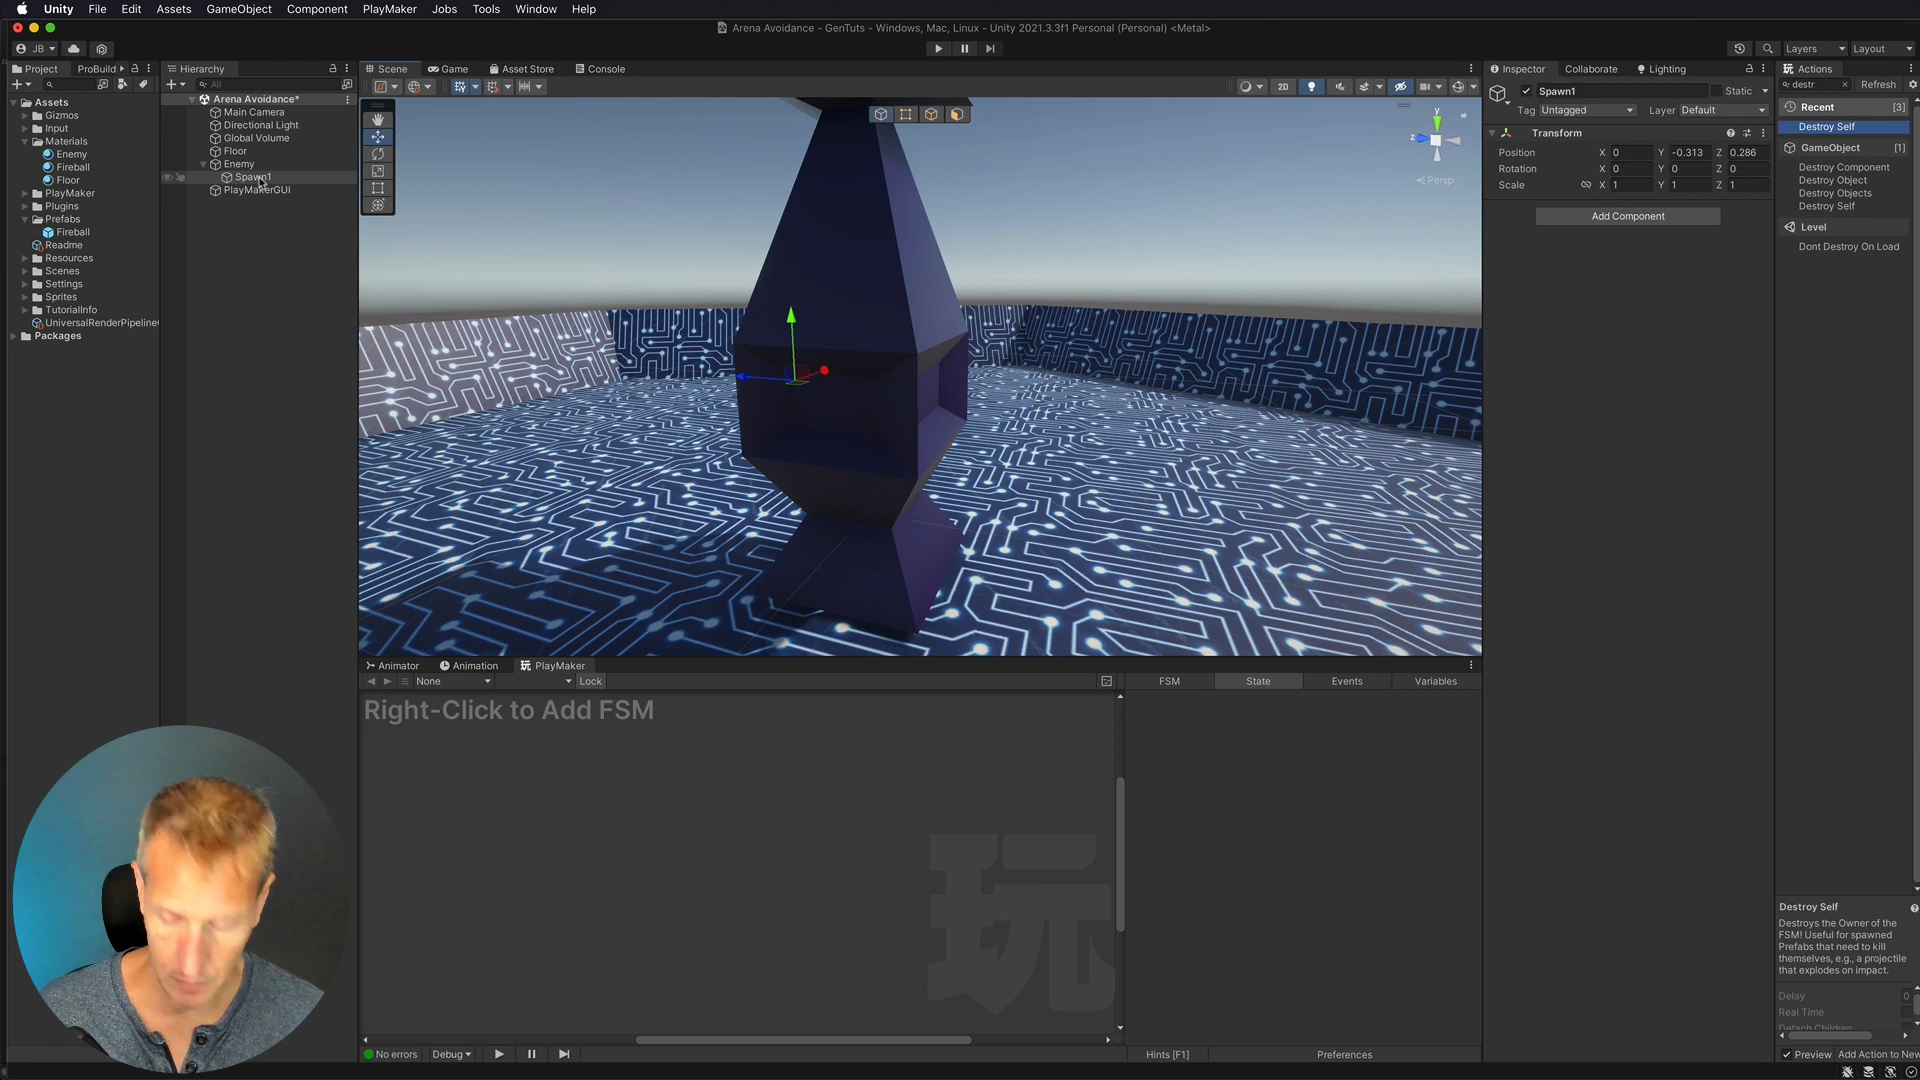 Unity File Edit Assets GameObject Component PlayMaker Jobs Tools Window Help
Arena Avoidance - GenTuts - Windows, Mac, Linux - Unity 2021.3.3f1 Personal (Personal) <Metal>
JB
Layers Layout
Project ProBuild
Hierarchy
Scene Game Asset Store Console
Inspector Collaborate Lighting
Actions
All
2D
destr
Refresh
Assets
Gizmos
Input
Materials
Enemy
Fireball
Floor
PlayMaker
Plugins
Prefabs
Fireball
Readme
Resources
Scenes
Settings
Sprites
TutorialInfo
UniversalRenderPipeline
Packages
Arena Avoidance*
Main Camera
Directional Light
Global Volume
Floor
Enemy
Spawn1
PlayMakerGUI
y
z
Persp
Spawn1 Static
Tag Untagged Layer Default
Transform
Position X 0 Y -0.313 Z 0.286
Rotation X 0 Y 0 Z 0
Scale X 1 Y 1 Z 1
Add Component
Recent [3]
Destroy Self
GameObject [1]
Destroy Component
Destroy Object
Destroy Objects
Destroy Self
Level
Dont Destroy On Load
Animator Animation 玩 PlayMaker
None Lock
FSM State Events Variables
Right-Click to Add FSM
玩
Destroy Self
Destroys the Owner of the
FSM! Useful for spawned
Prefabs that need to kill
themselves, e.g., a projectile
that explodes on impact.
Delay 0
Real Time
Detach Children
No errors Debug
Hints [F1] Preferences
Preview Add Action to New